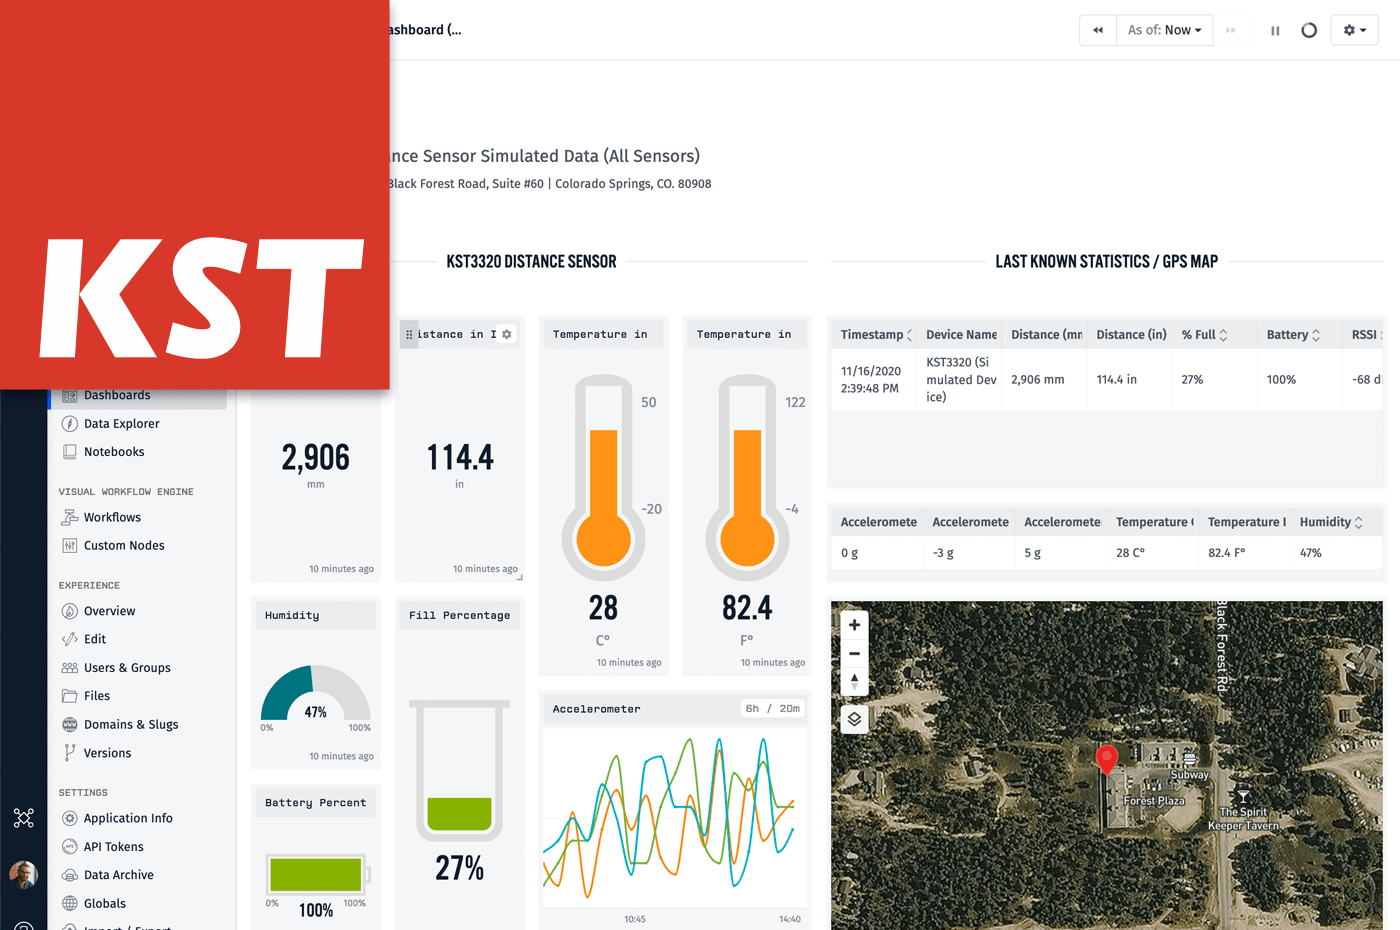 KST
ashboard (...
As of: Now
nce Sensor Simulated Data (All Sensors)
Black Forest Road, Suite #60 | Colorado Springs, CO. 80908
KST3320 DISTANCE SENSOR
LAST KNOWN STATISTICS / GPS MAP
Dashboards
Data Explorer
Notebooks
VISUAL WORKFLOW ENGINE
Workflows
Custom Nodes
EXPERIENCE
Overview
Edit
Users & Groups
Files
Domains & Slugs
Versions
SETTINGS
Application Info
API Tokens
Data Archive
Globals
Import / Export
2,906
mm
10 minutes ago
istance in I
114.4
in
10 minutes ago
Temperature in
50
-20
28
C°
10 minutes ago
Temperature in
122
-4
82.4
F°
10 minutes ago
Humidity
47%
0% 100%
10 minutes ago
Fill Percentage
27%
Battery Percent
0% 100%
100%
Accelerometer
6h / 20m
10:45 14:40
Timestamp Device Name Distance (mm Distance (in) % Full Battery RSSI
11/16/2020
2:39:48 PM
KST3320 (Si
mulated Dev
ice)
2,906 mm
114.4 in
27%
100%
-68 d
Acceleromete Acceleromete Acceleromete Temperature ( Temperature Humidity
0 g -3 g 5 g 28 C° 82.4 F° 47%
Black Forest Rd
Subway
Forest Plaza
The Spirit
Keeper Tavern